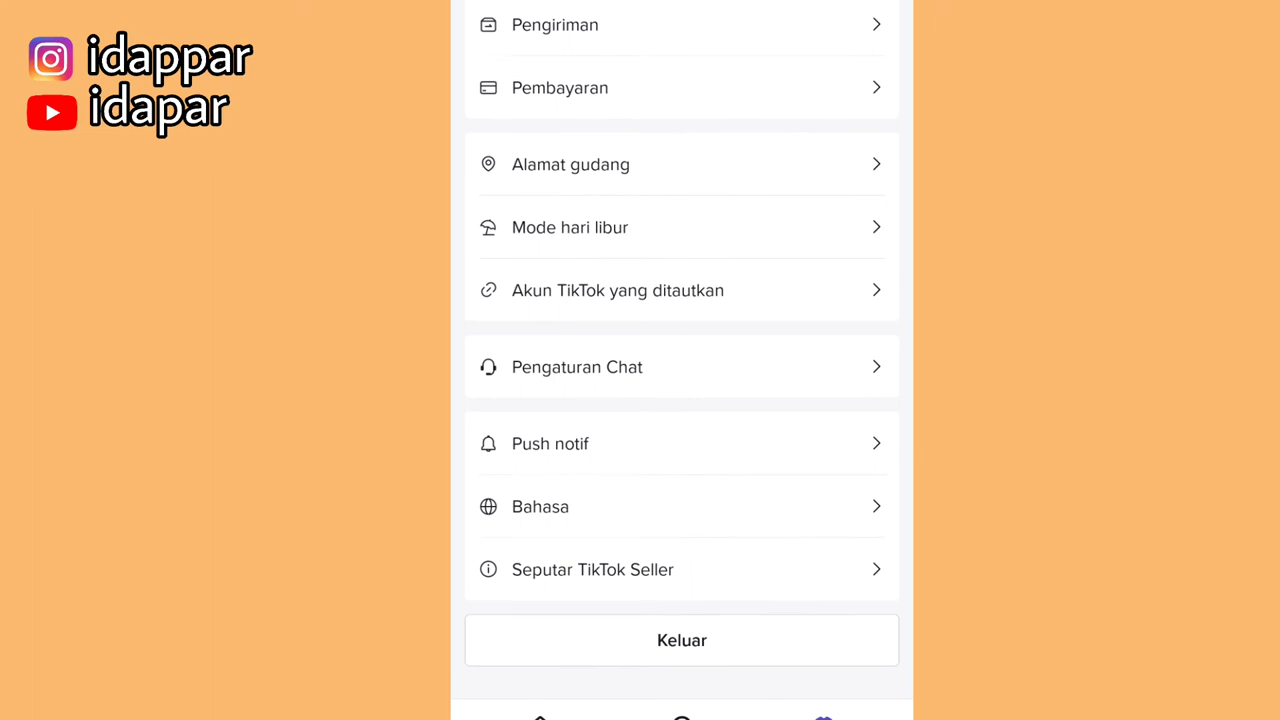 idappar
idapar
Pengiriman
Pembayaran
Alamat gudang
Mode hari libur
Akun TikTok yang ditautkan
Pengaturan Chat
Push notif
Bahasa
Seputar TikTok Seller
Keluar